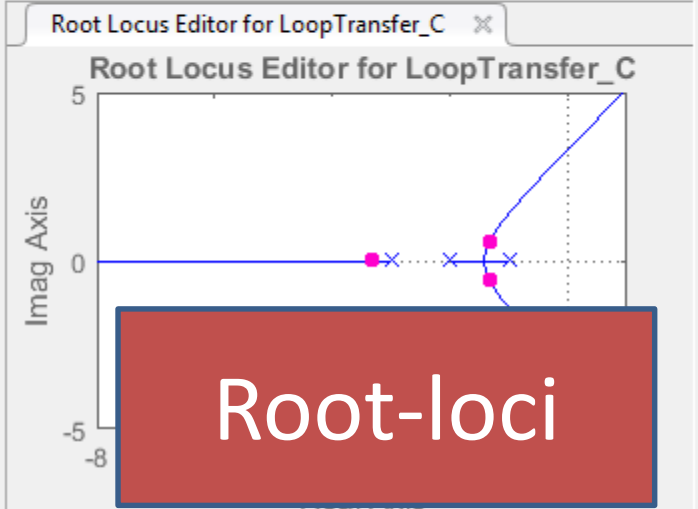 Root Locus Editor for LoopTransfer_C
Root Locus Editor for LoopTransfer_C
5
Imag Axis
0
-5
-8
Root-loci